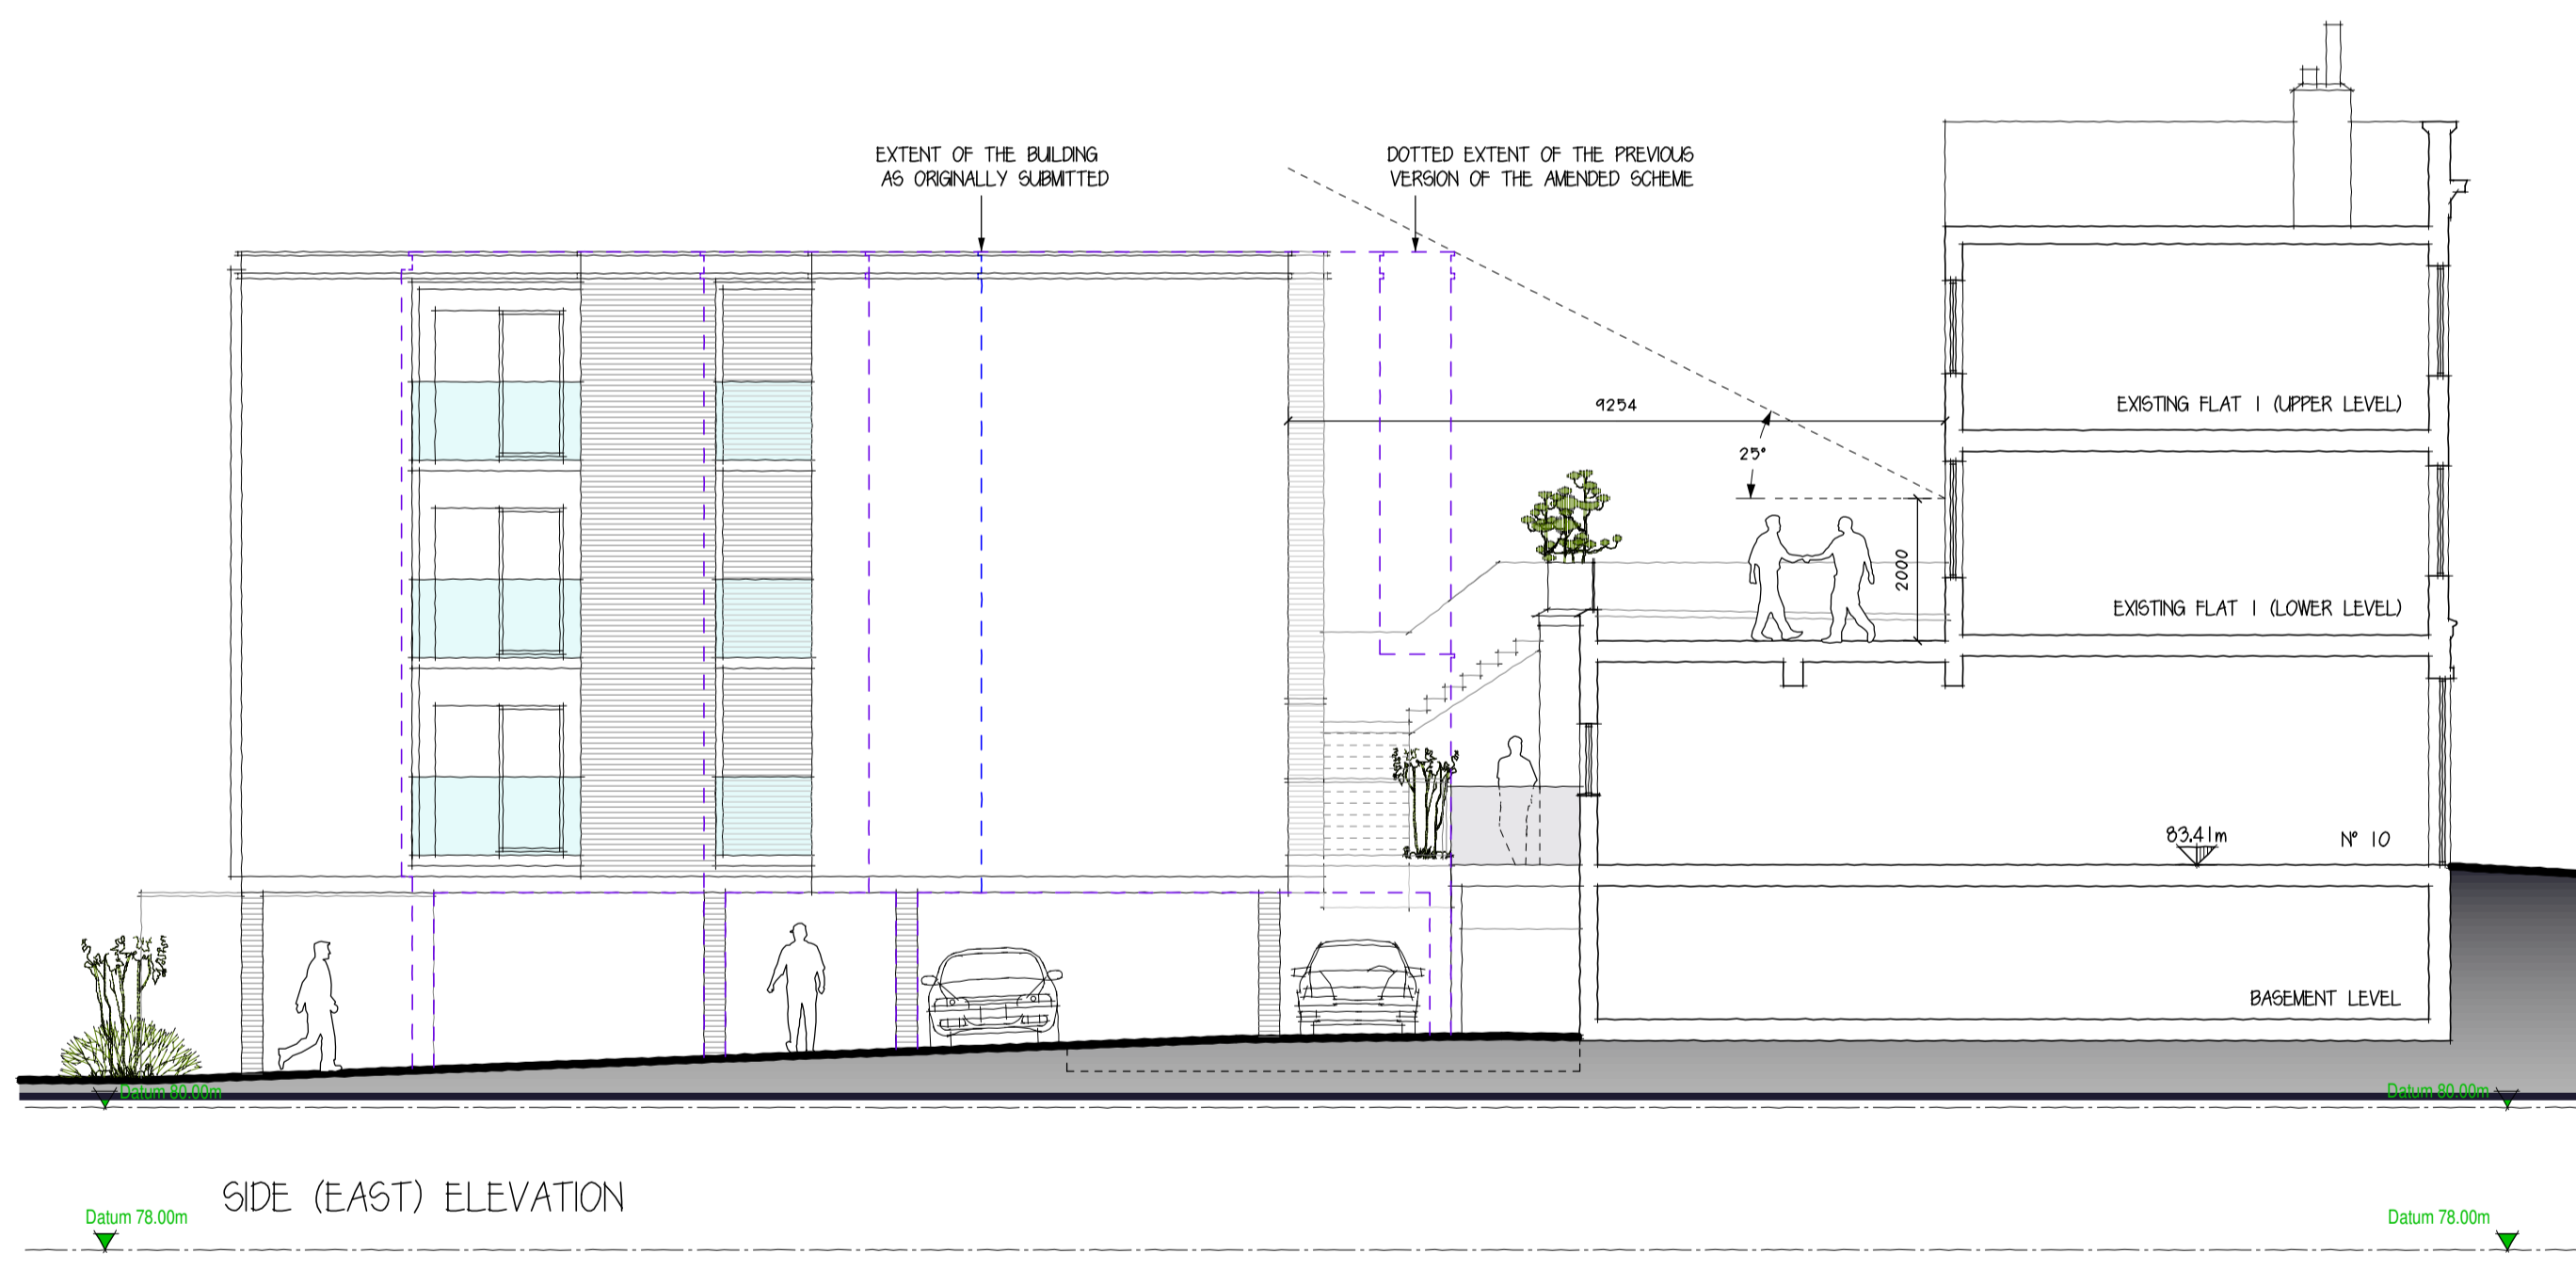 EXTENT OF THE BUILDING
AS ORIGINALLY SUBMITTED
DOTTED EXTENT OF THE PREVIOUS
VERSION OF THE AMENDED SCHEME
9254
25°
2000
EXISTING FLAT 1 (UPPER LEVEL)
EXISTING FLAT 1 (LOWER LEVEL)
83.41m
Nº 10
BASEMENT LEVEL
Datum 80.00m
Datum 80.00m
SIDE (EAST) ELEVATION
Datum 78.00m
Datum 78.00m